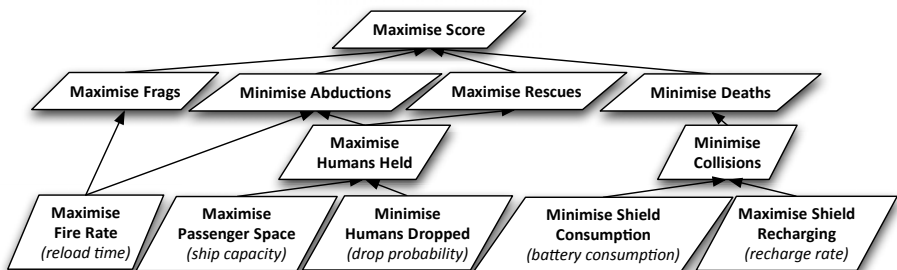 Maximise Score
Maximise Frags
Minimise Abductions
Maximise Rescues
Minimise Deaths
Maximise
Humans Held
Minimise
Collisions
Maximise
Fire Rate
(reload time)
Maximise
Passenger Space
(ship capacity)
Minimise
Humans Dropped
(drop probability)
Minimise Shield
Consumption
(battery consumption)
Maximise Shield
Recharging
(recharge rate)